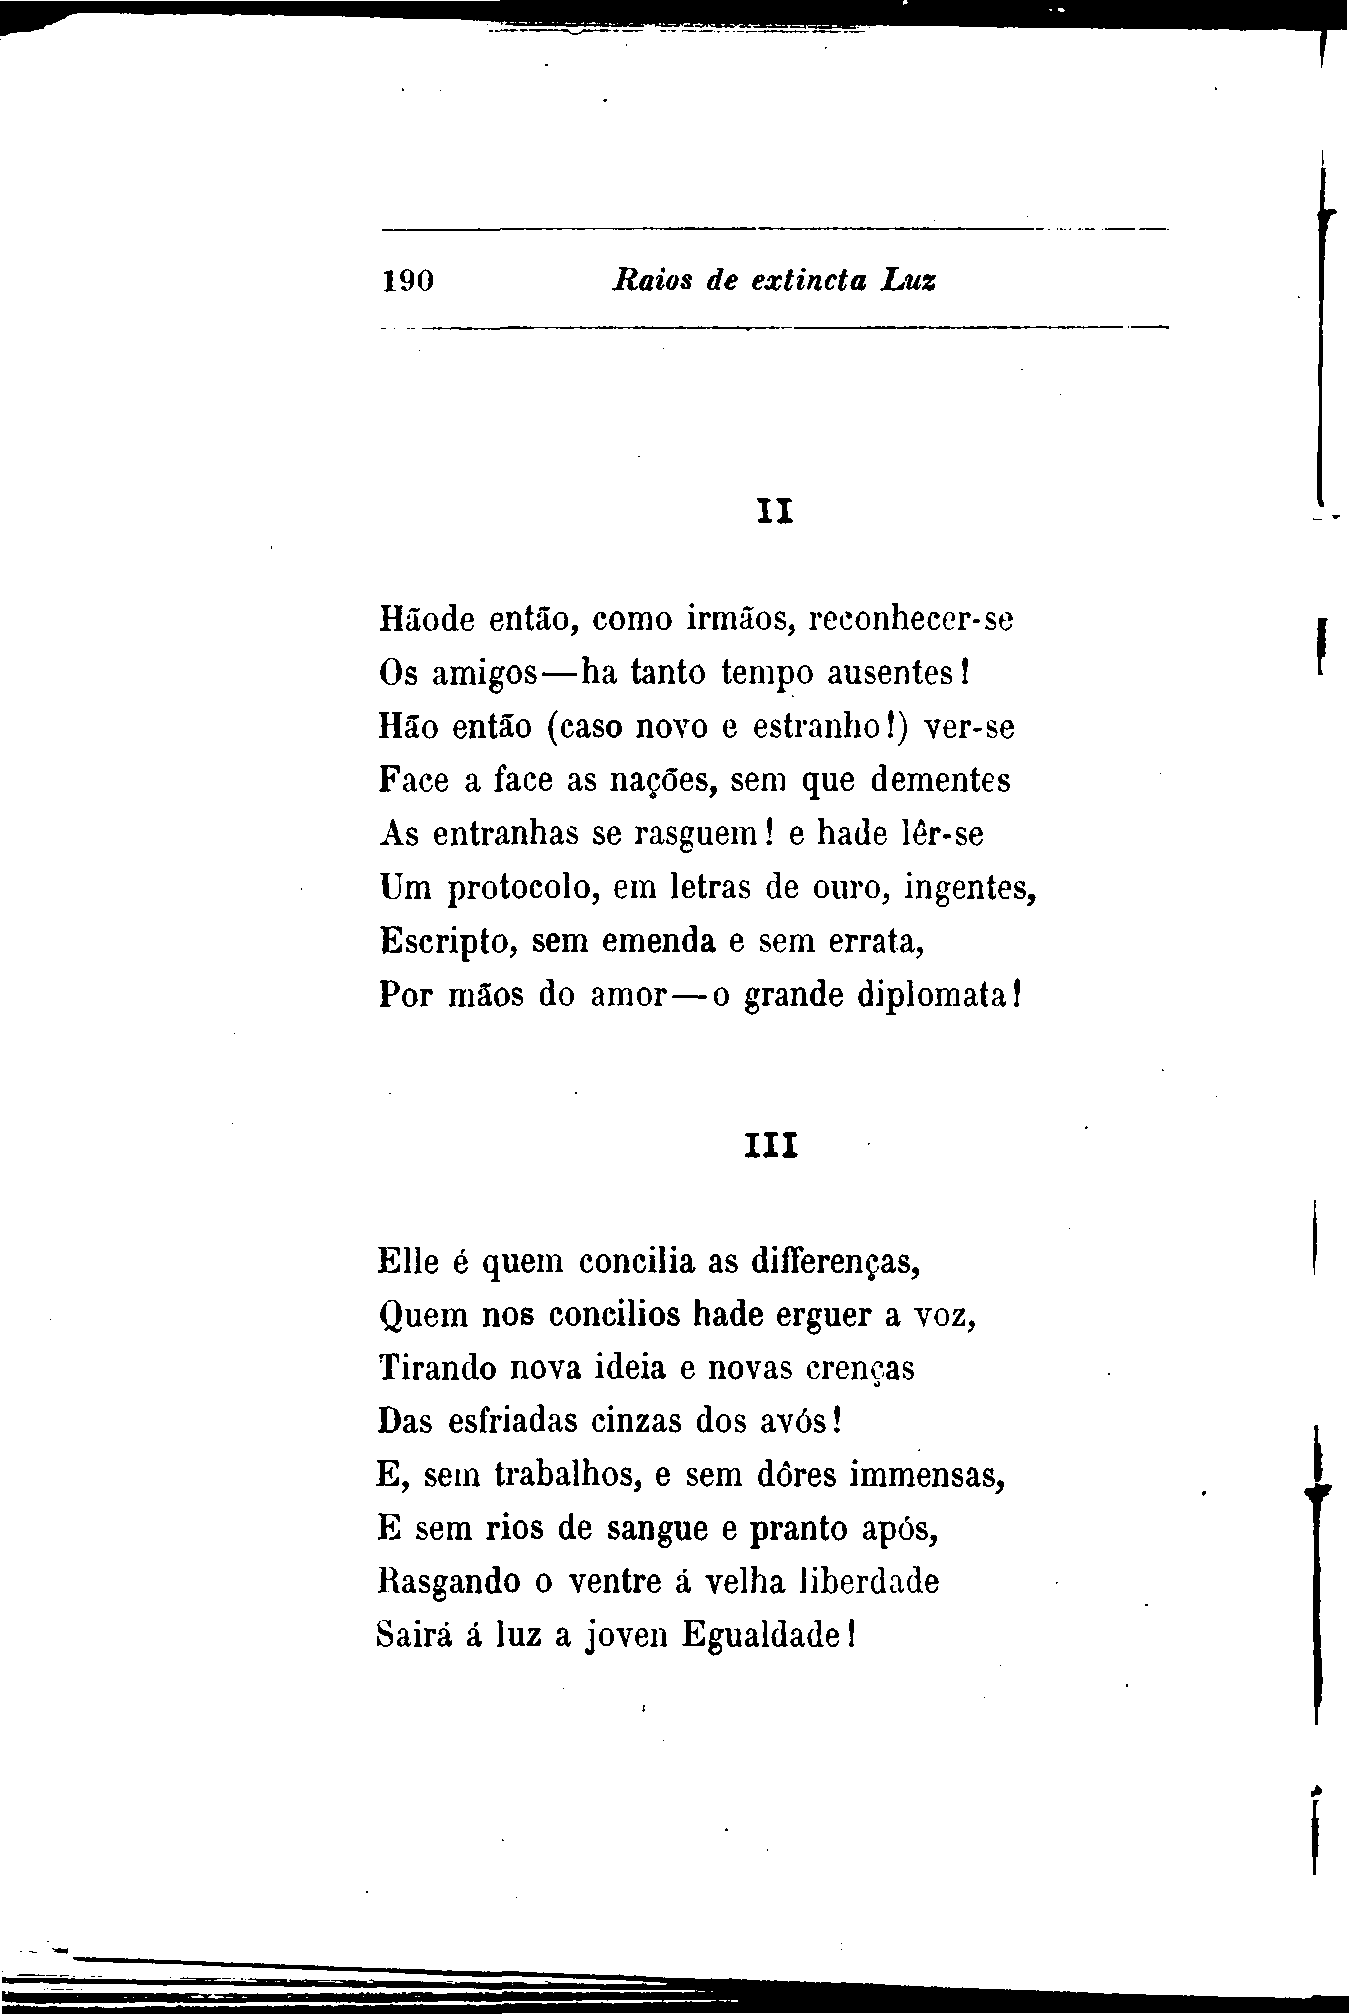 190 Raios de extincta Luz
II
Hãode então, como irmãos, reconhecer-se
Os amigos—ha tanto tempo ausentes!
Hão então (caso novo e estranho!) ver-se
Face a face as nações, sem que dementes
As entranhas se rasguem! e hade lêr-se
Um protocolo, em letras de ouro, ingentes,
Escripto, sem emenda e sem errata,
Por mãos do amor—o grande diplomata!
III
Elle é quem concilia as differenças,
Quem nos concilios hade erguer a voz,
Tirando nova ideia e novas crenças
Das esfriadas cinzas dos avós!
E, sem trabalhos, e sem dôres immensas,
E sem rios de sangue e pranto após,
Rasgando o ventre á velha liberdade
Sairá á luz a joven Egualdade!